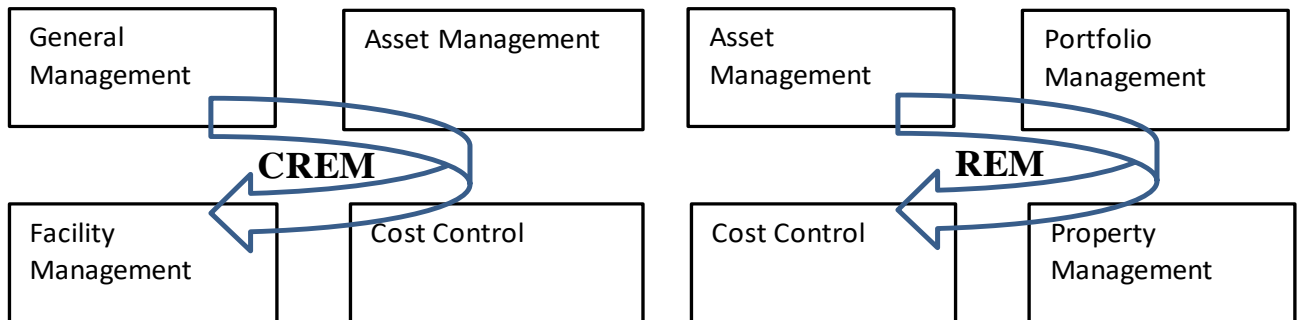 General
Management
Asset Management
CREM
Facility
Management
Cost Control
Asset
Management
Portfolio
Management
REM
Cost Control
Property
Management